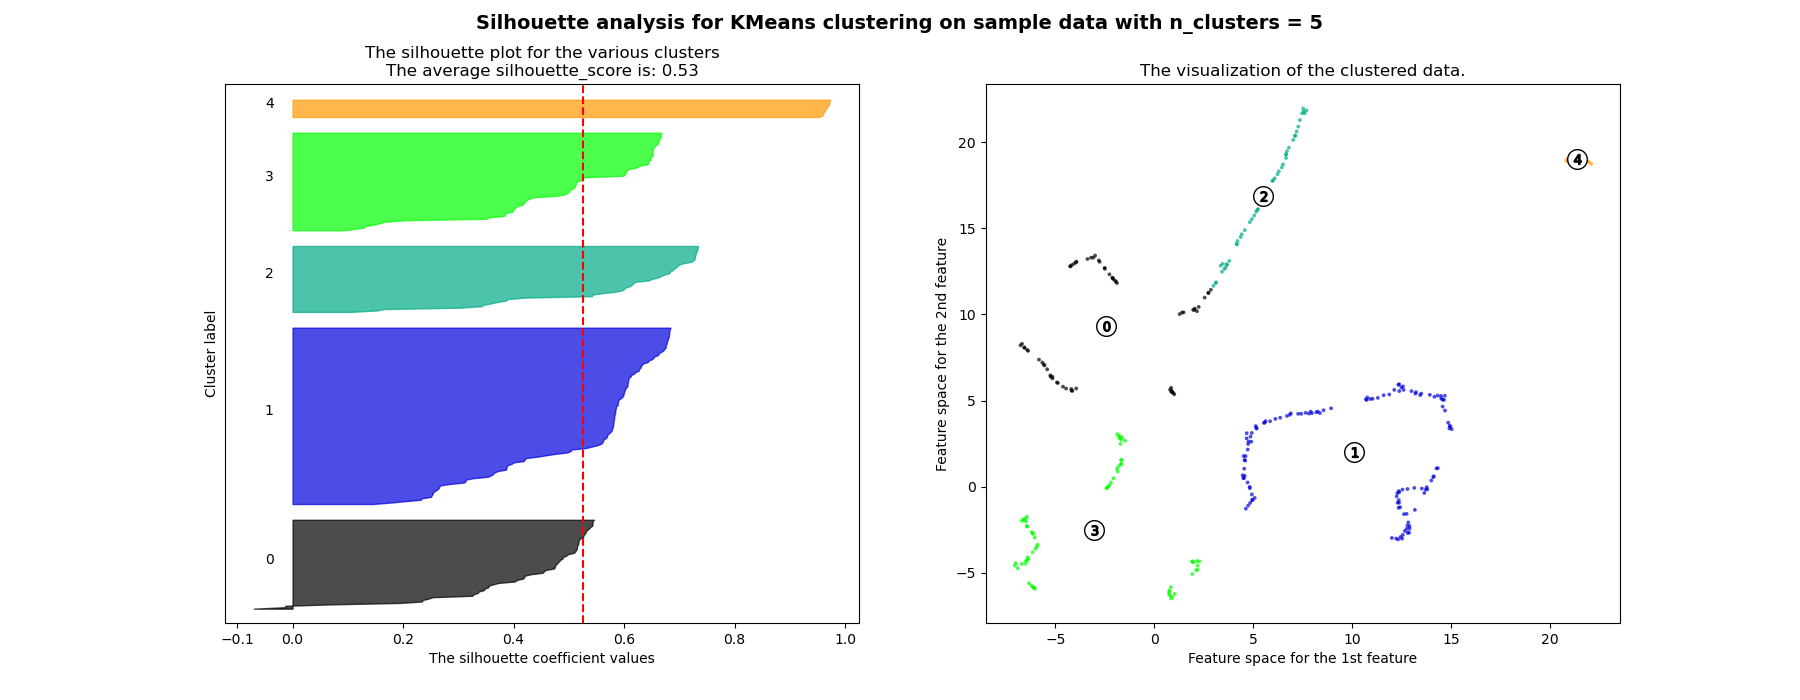 Silhouette analysis for KMeans clustering on sample data with n_clusters = 5
The silhouette plot for the various clusters
The average silhouette_score is: 0.53
4
3
2
1
0
Cluster label
−0.1 0.0 0.2 0.4 0.6 0.8 1.0
The silhouette coefficient values
The visualization of the clustered data.
20
15
10
5
0
−5
Feature space for the 2nd feature
4
2
0
1
3
−5 0 5 10 15 20
Feature space for the 1st feature